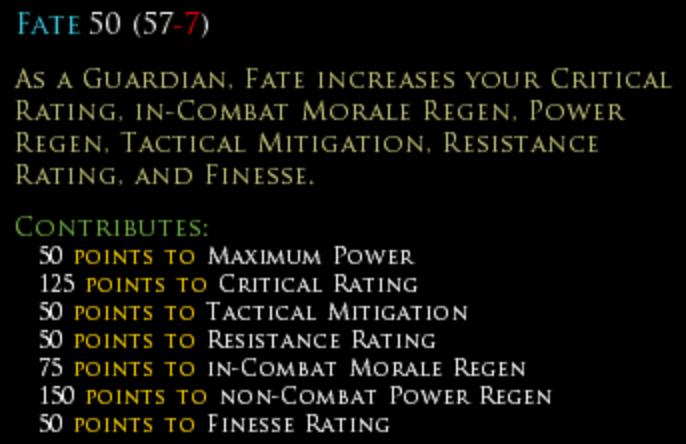 Fate 50 (57-7)
As a Guardian, Fate increases your Critical
Rating, in-Combat Morale Regen, Power
Regen, Tactical Mitigation, Resistance
Rating, and Finesse.
Contributes:
50 points to Maximum Power
125 points to Critical Rating
50 points to Tactical Mitigation
50 points to Resistance Rating
75 points to in-Combat Morale Regen
150 points to non-Combat Power Regen
50 points to Finesse Rating